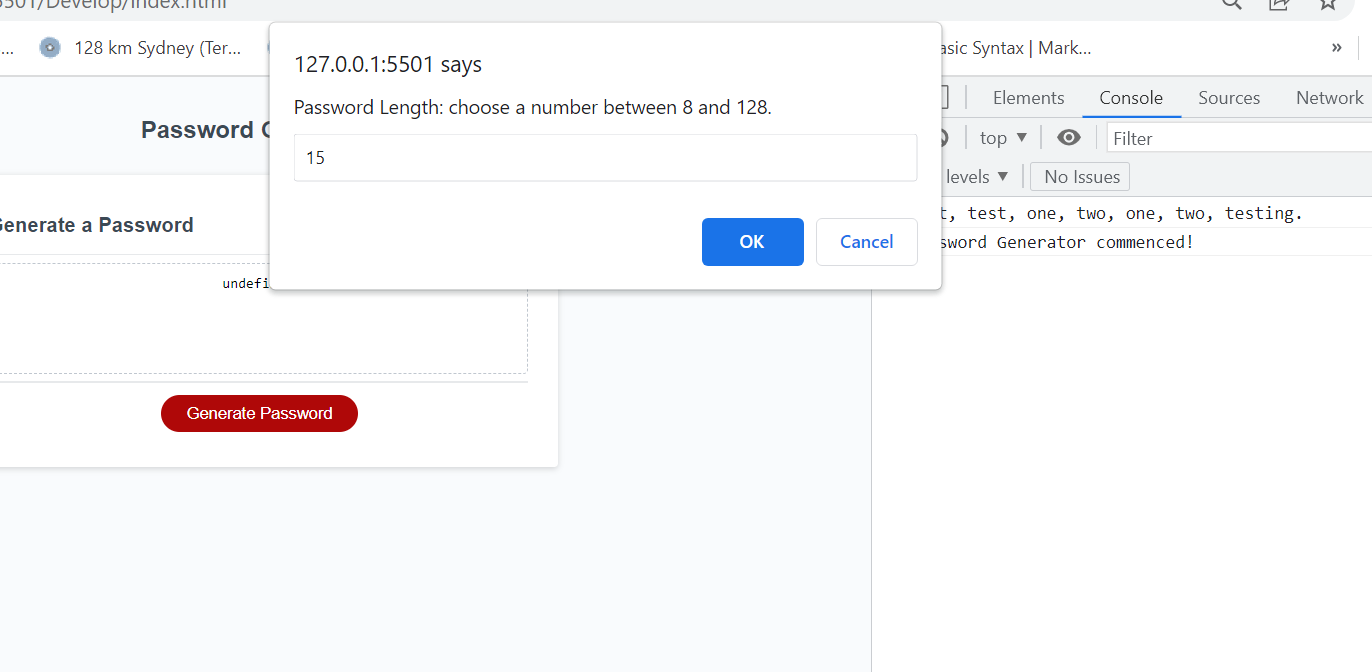 5501/Develop/index.html
... 128 km Sydney (Ter... asic Syntax | Mark... »
127.0.0.1:5501 says
Password Length: choose a number between 8 and 128.
15
OK Cancel
Password G
Generate a Password
undefi
Generate Password
Elements Console Sources Network
top ▼ Filter
levels ▼ No Issues
t, test, one, two, one, two, testing.
sword Generator commenced!